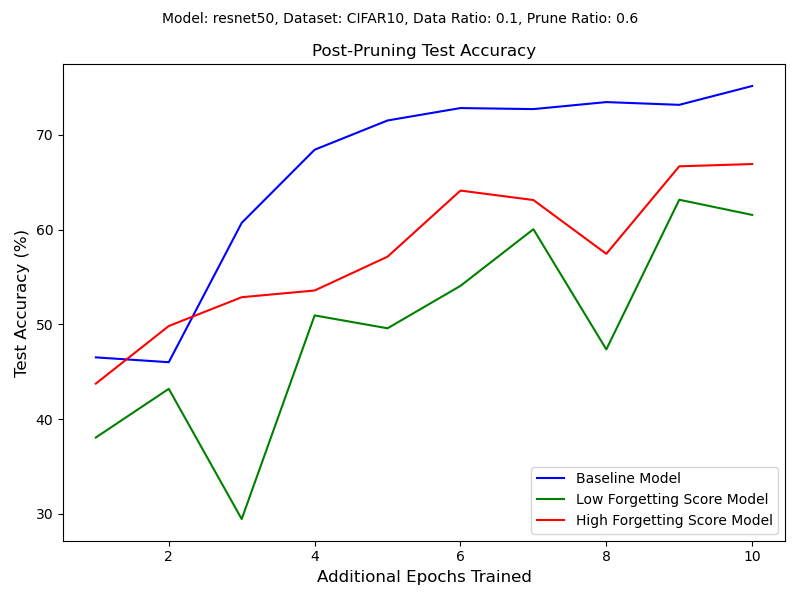 Model: resnet50, Dataset: CIFAR10, Data Ratio: 0.1, Prune Ratio: 0.6
Post-Pruning Test Accuracy
Test Accuracy (%)
70
60
50
40
30
Baseline Model
Low Forgetting Score Model
High Forgetting Score Model
2
4
6
8
10
Additional Epochs Trained